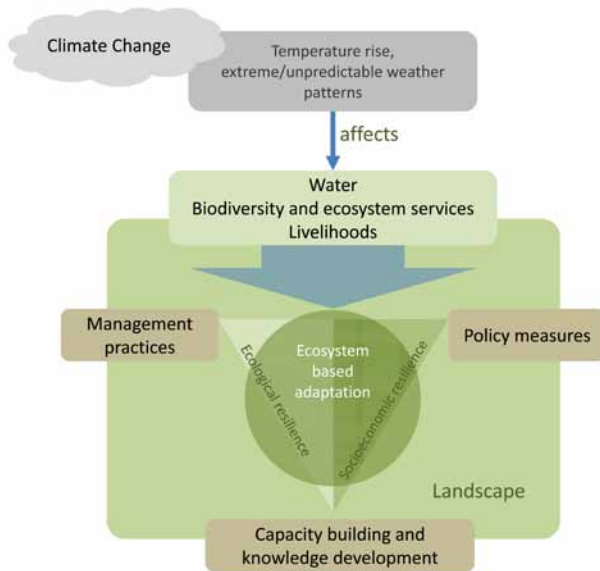 Climate Change
Temperature rise,
extreme/unpredictable weather
patterns
affects
Water
Biodiversity and ecosystem services
Livelihoods
Management
practices
Policy measures
Ecosystem
based
adaptation
Ecological resilience
Socioeconomic resilience
Landscape
Capacity building and
knowledge development